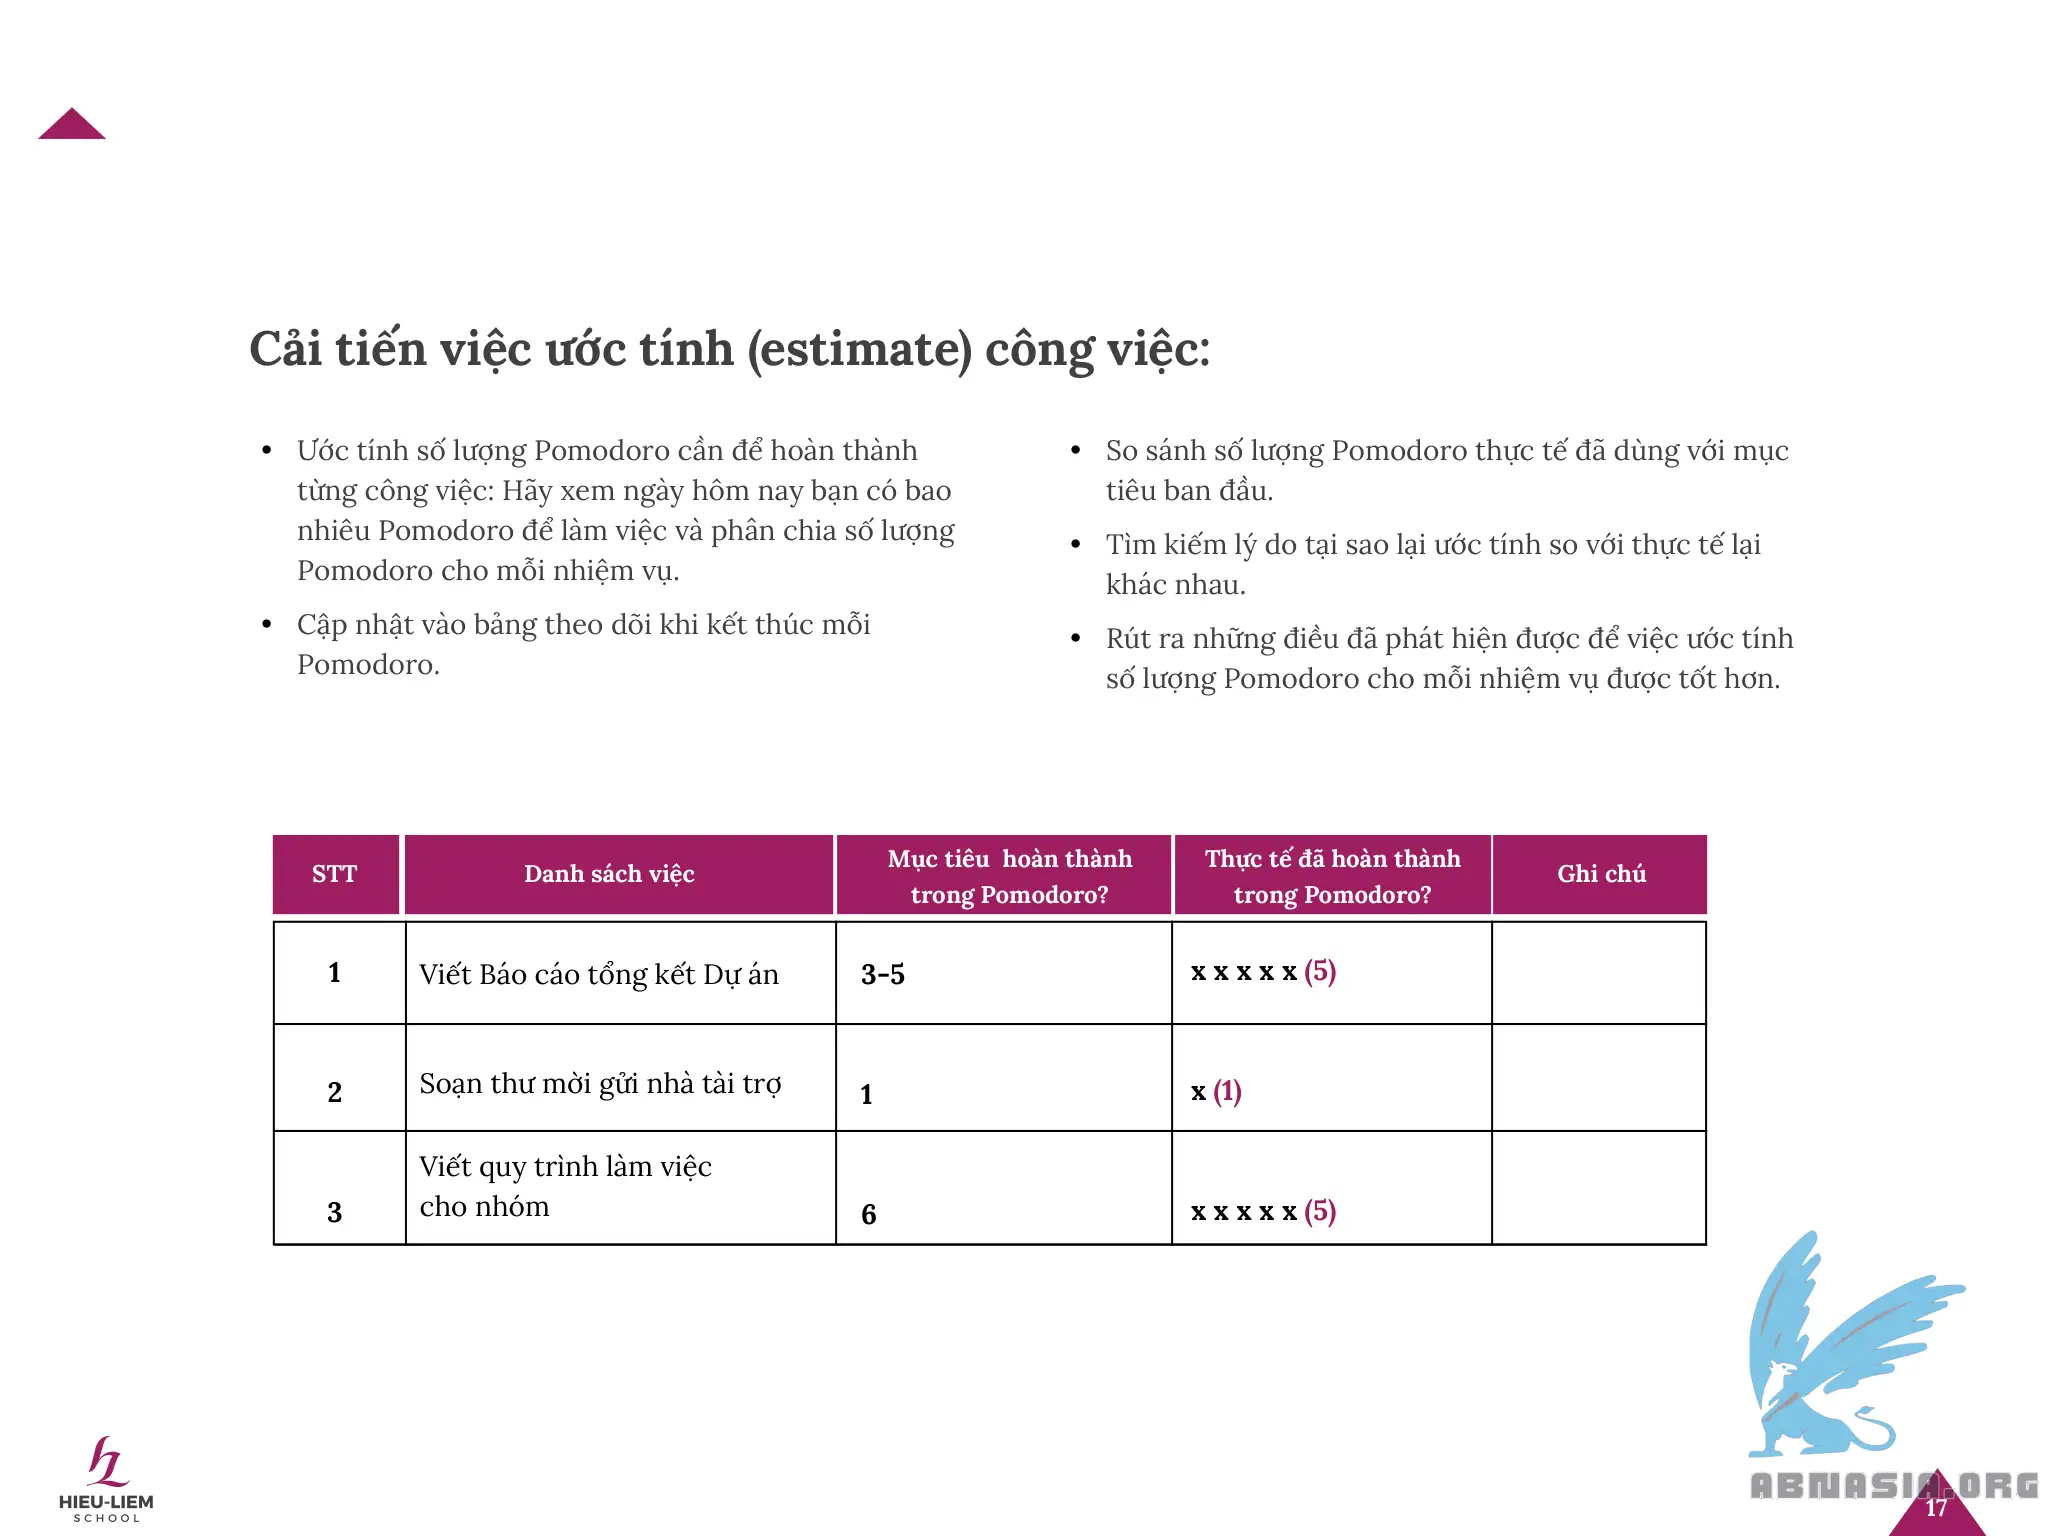 Cải tiến việc ước tính (estimate) công việc:
• Ước tính số lượng Pomodoro cần để hoàn thành
từng công việc: Hãy xem ngày hôm nay bạn có bao
nhiêu Pomodoro để làm việc và phân chia số lượng
Pomodoro cho mỗi nhiệm vụ.
• Cập nhật vào bảng theo dõi khi kết thúc mỗi
Pomodoro.
• So sánh số lượng Pomodoro thực tế đã dùng với mục
tiêu ban đầu.
• Tìm kiếm lý do tại sao lại ước tính so với thực tế lại
khác nhau.
• Rút ra những điều đã phát hiện được để việc ước tính
số lượng Pomodoro cho mỗi nhiệm vụ được tốt hơn.
STT
Danh sách việc
Mục tiêu hoàn thành
trong Pomodoro?
Thực tế đã hoàn thành
trong Pomodoro?
Ghi chú
1
Viết Báo cáo tổng kết Dự án
3-5
x x x x x (5)
2
Soạn thư mời gửi nhà tài trợ
1
x (1)
3
Viết quy trình làm việc
cho nhóm
6
x x x x x (5)
HIEU-LIEM
SCHOOL
ABNASIA.ORG
17